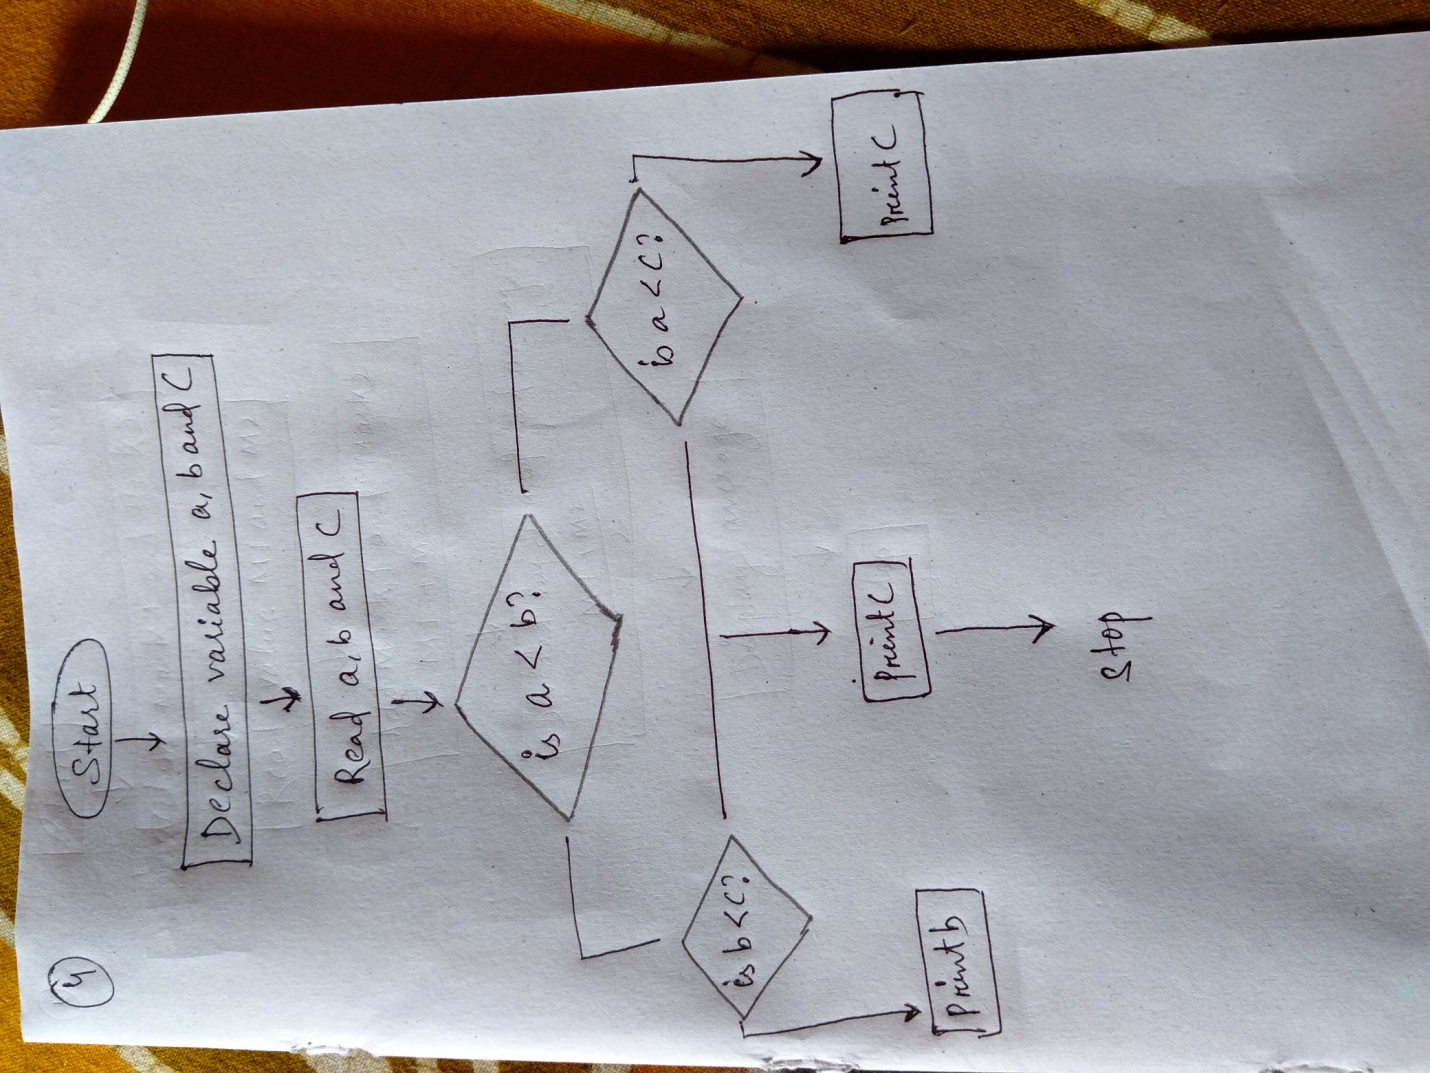 4
Start
Declare variable a, b and C
Read a, b and C
is a < b?
is b < C?
is a < C?
Print b
Print C
Print C
Stop